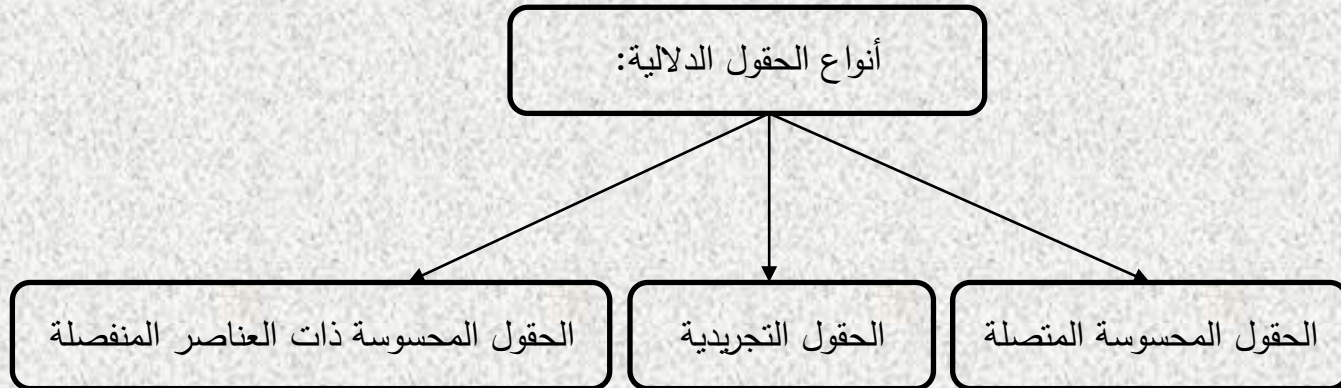 أنواع الحقول الدلالية:
الحقول المحسوسة المتصلة
الحقول التجريدية
الحقول المحسوسة ذات العناصر المنفصلة